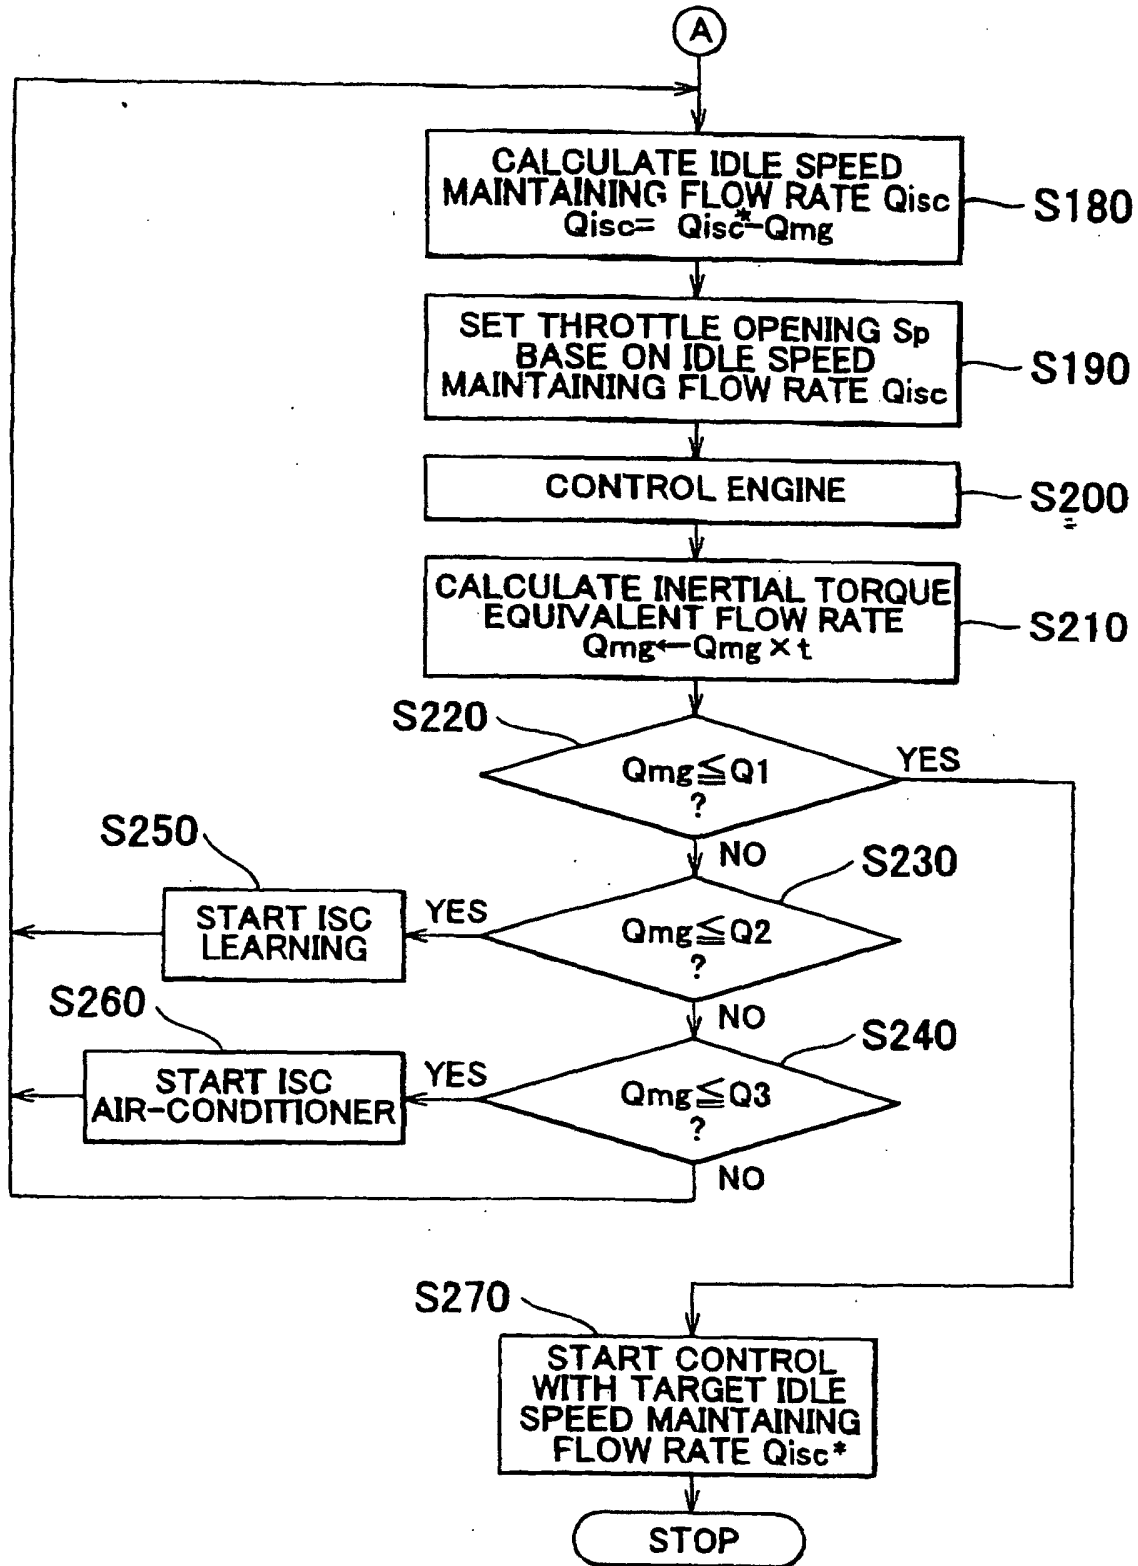 A
CALCULATE IDLE SPEED
MAINTAINING FLOW RATE Qisc
Qisc= Qisc*-Qmg
S180
SET THROTTLE OPENING Sp
BASE ON IDLE SPEED
MAINTAINING FLOW RATE Qisc
S190
CONTROL ENGINE
S200
CALCULATE INERTIAL TORQUE
EQUIVALENT FLOW RATE
Qmg←Qmg×t
S210
S220
Qmg≦Q1
?
YES
NO
S250
START ISC
LEARNING
YES
S230
Qmg≦Q2
?
NO
S260
START ISC
AIR-CONDITIONER
YES
S240
Qmg≦Q3
?
NO
S270
START CONTROL
WITH TARGET IDLE
SPEED MAINTAINING
FLOW RATE Qisc*
STOP